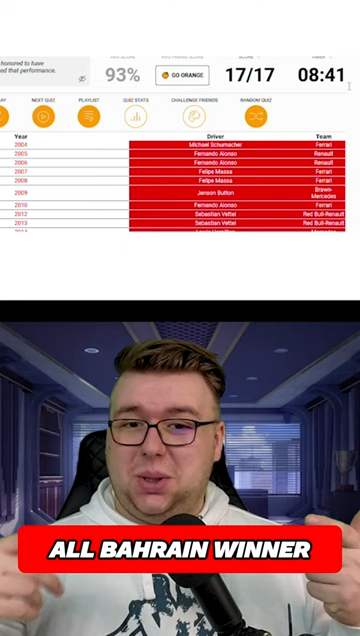 honored to have
ed that performance.
93%
GO ORANGE
17/17
08:41
NEXT QUIZ
PLAYLIST
QUIZ STATS
CHALLENGE FRIENDS
RANDOM QUIZ
Year Driver Team
2004 Michael Schumacher Ferrari
2005 Fernando Alonso Renault
2006 Fernando Alonso Renault
2007 Felipe Massa Ferrari
2008 Felipe Massa Ferrari
2009 Jenson Button Brawn-
Mercedes
2010 Fernando Alonso Ferrari
2012 Sebastian Vettel Red Bull-Renault
2013 Sebastian Vettel Red Bull-Renault
ALL BAHRAIN WINNER